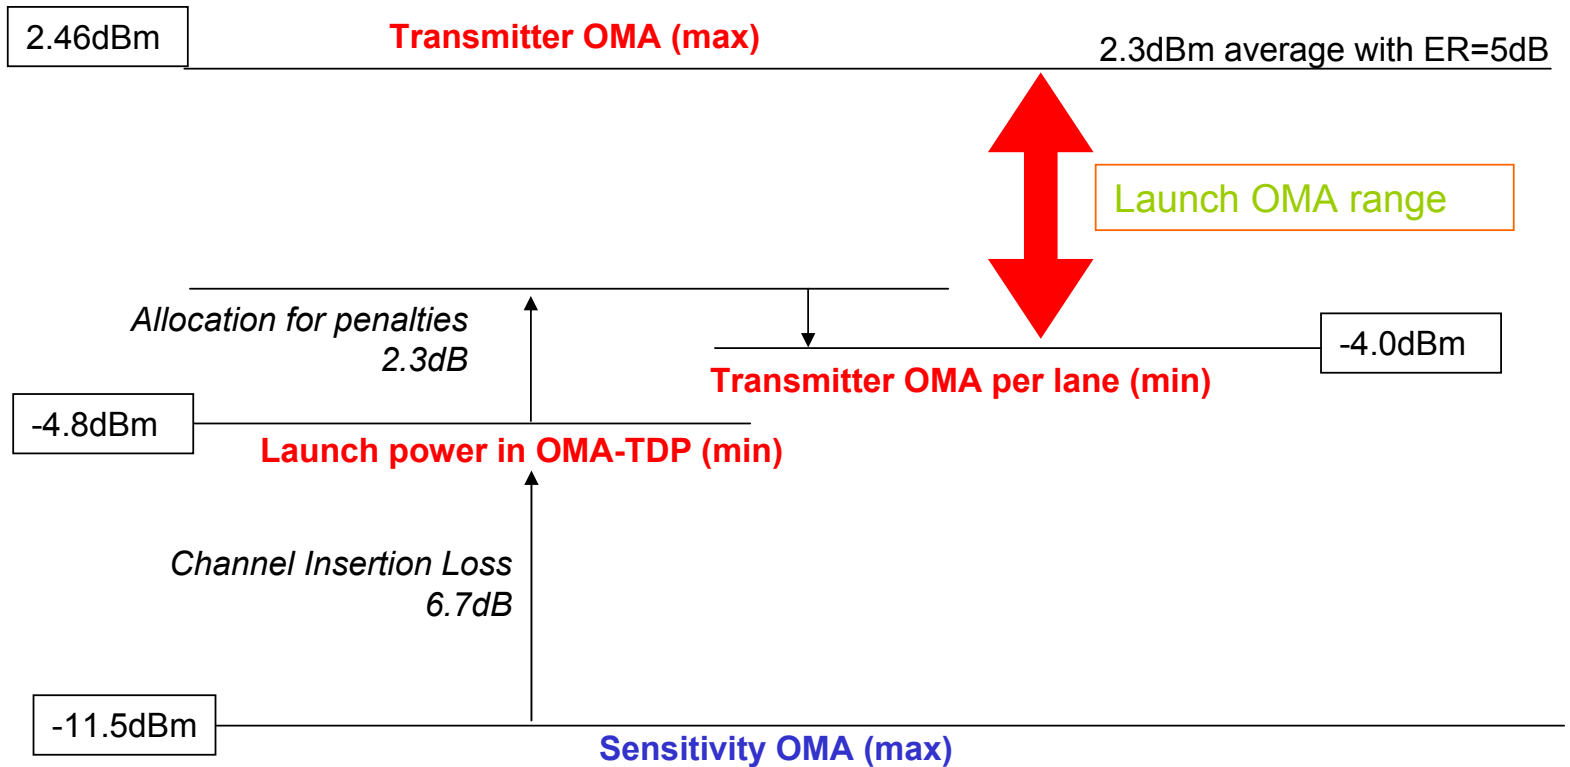 2.46dBm
Transmitter OMA (max)
2.3dBm average with ER=5dB
Launch OMA range
Allocation for penalties
2.3dB
-4.0dBm
Transmitter OMA per lane (min)
-4.8dBm
Launch power in OMA-TDP (min)
Channel Insertion Loss
6.7dB
-11.5dBm
Sensitivity OMA (max)